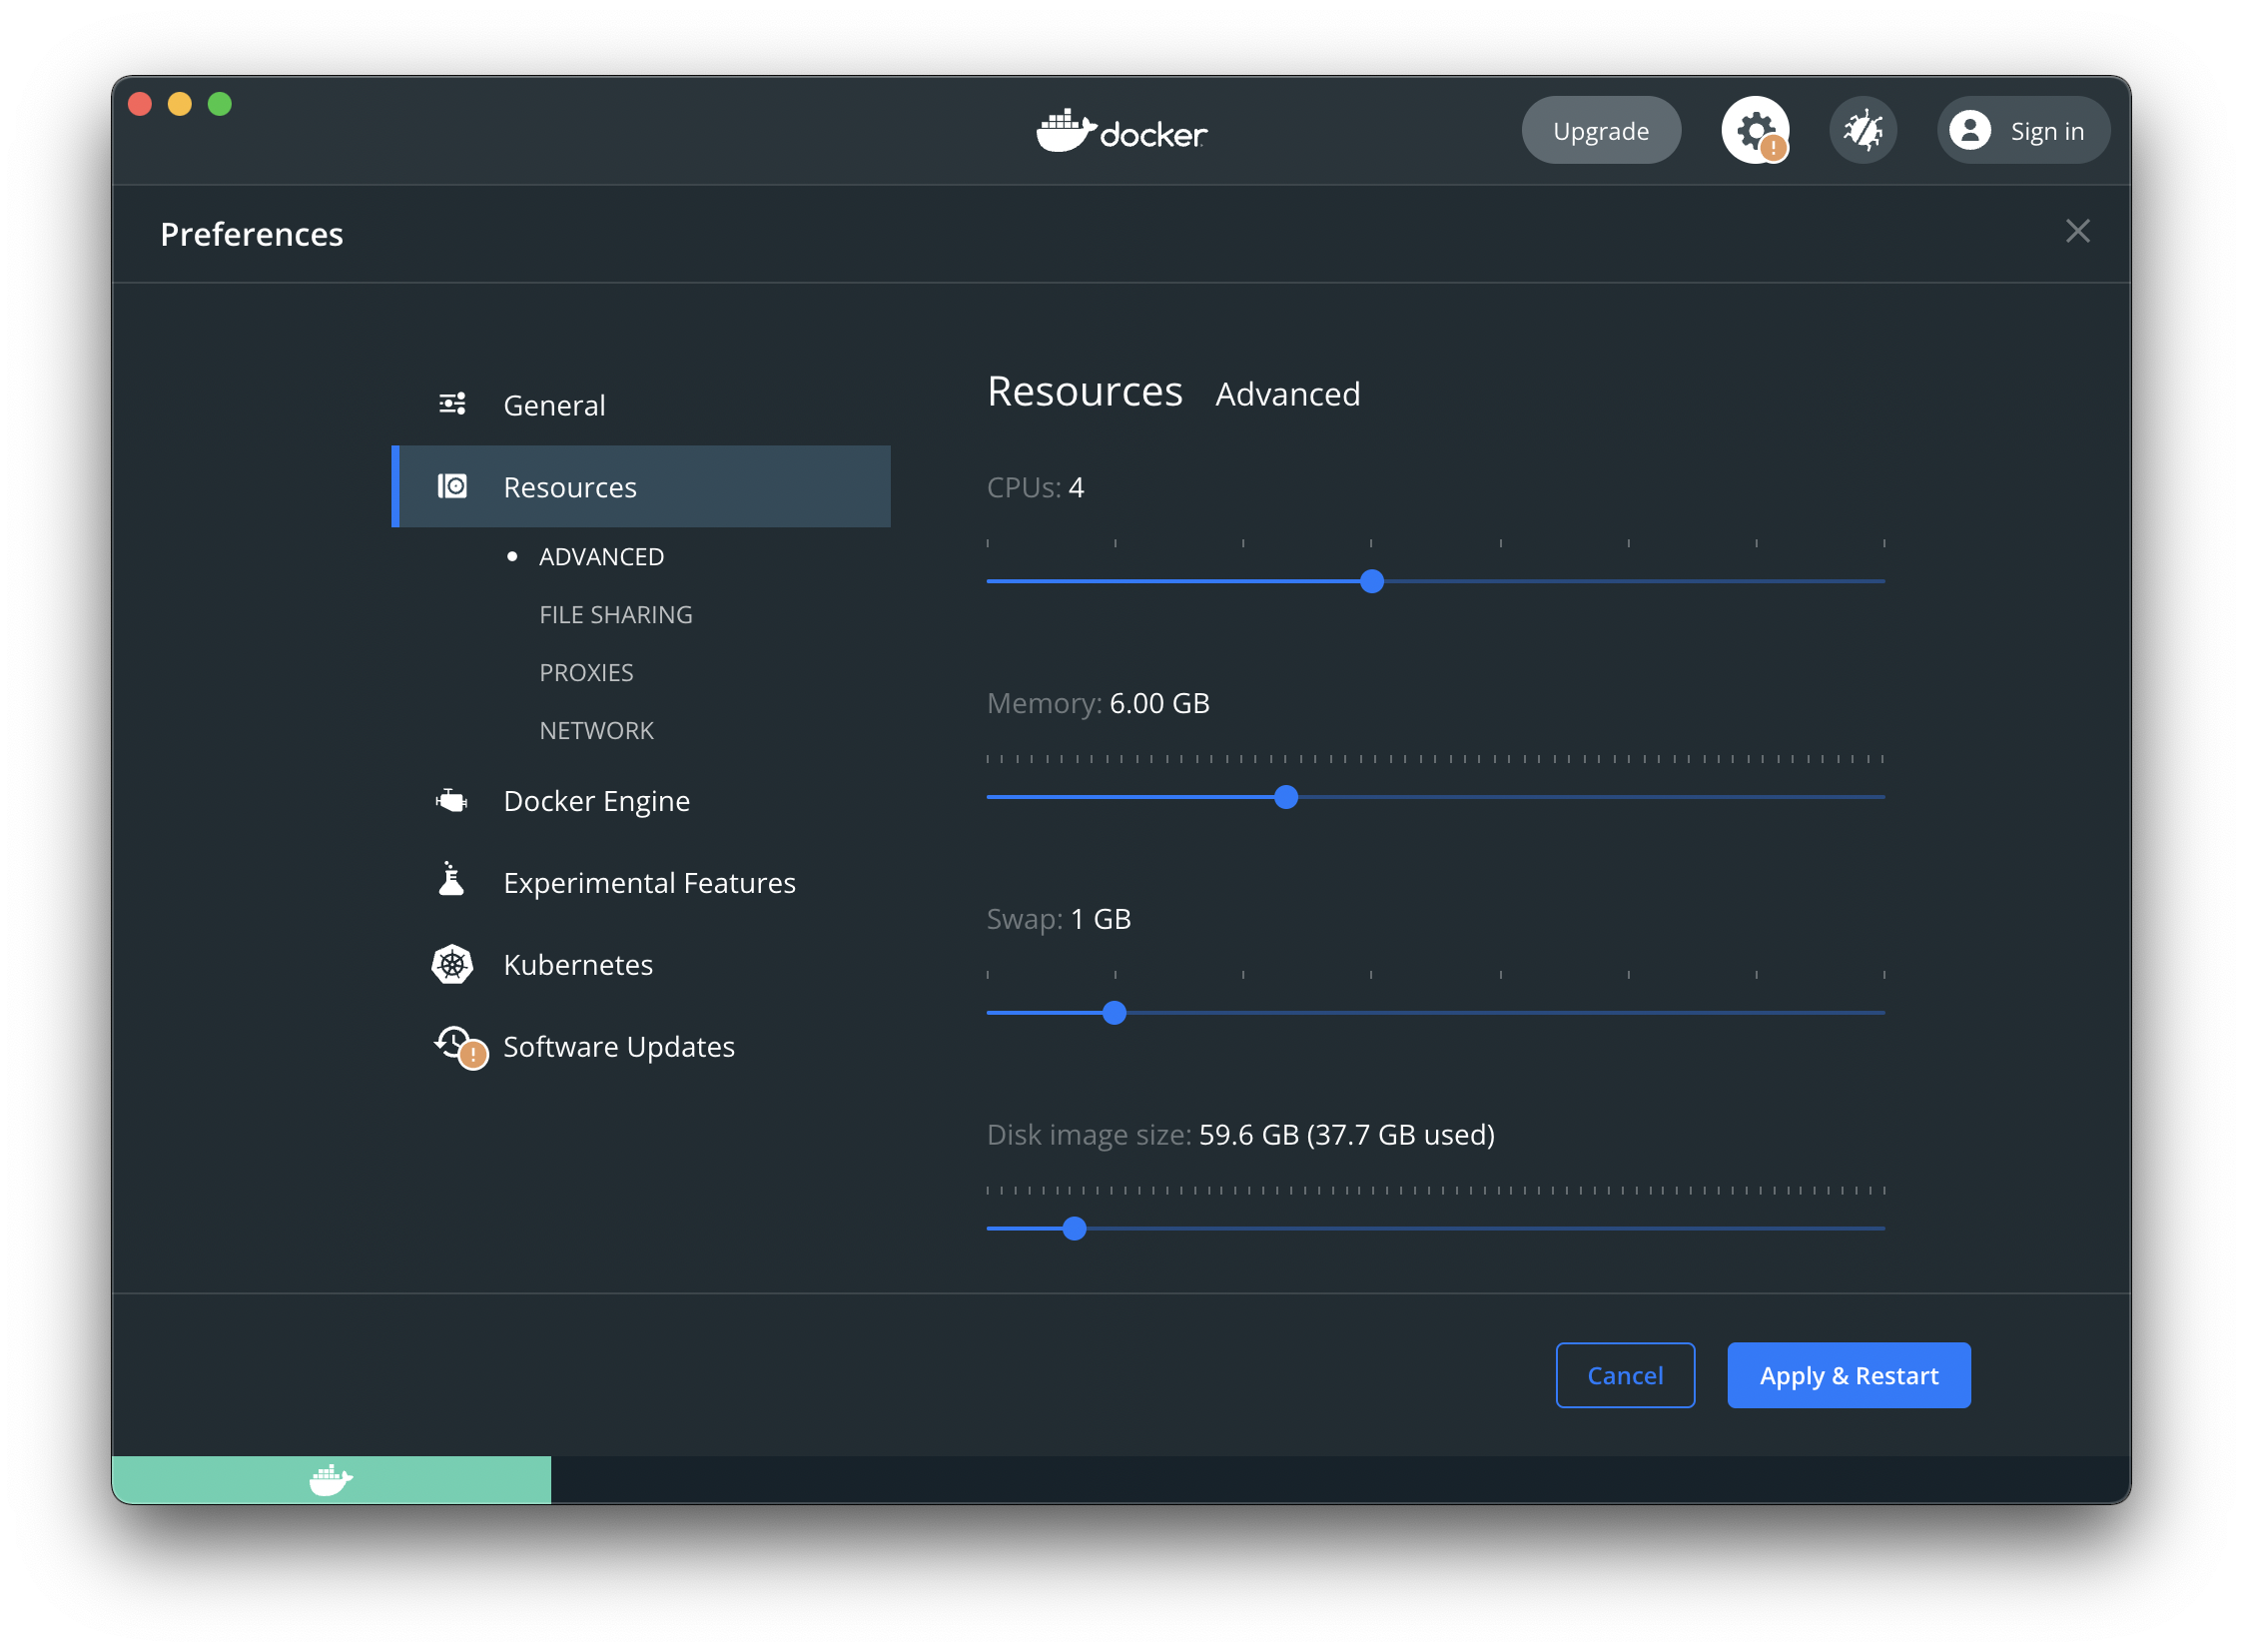 docker
Upgrade
!
Sign in
Preferences
General
Resources
ADVANCED
FILE SHARING
PROXIES
NETWORK
Docker Engine
Experimental Features
Kubernetes
!
Software Updates
Resources Advanced
CPUs: 4
Memory: 6.00 GB
Swap: 1 GB
Disk image size: 59.6 GB (37.7 GB used)
Cancel
Apply & Restart